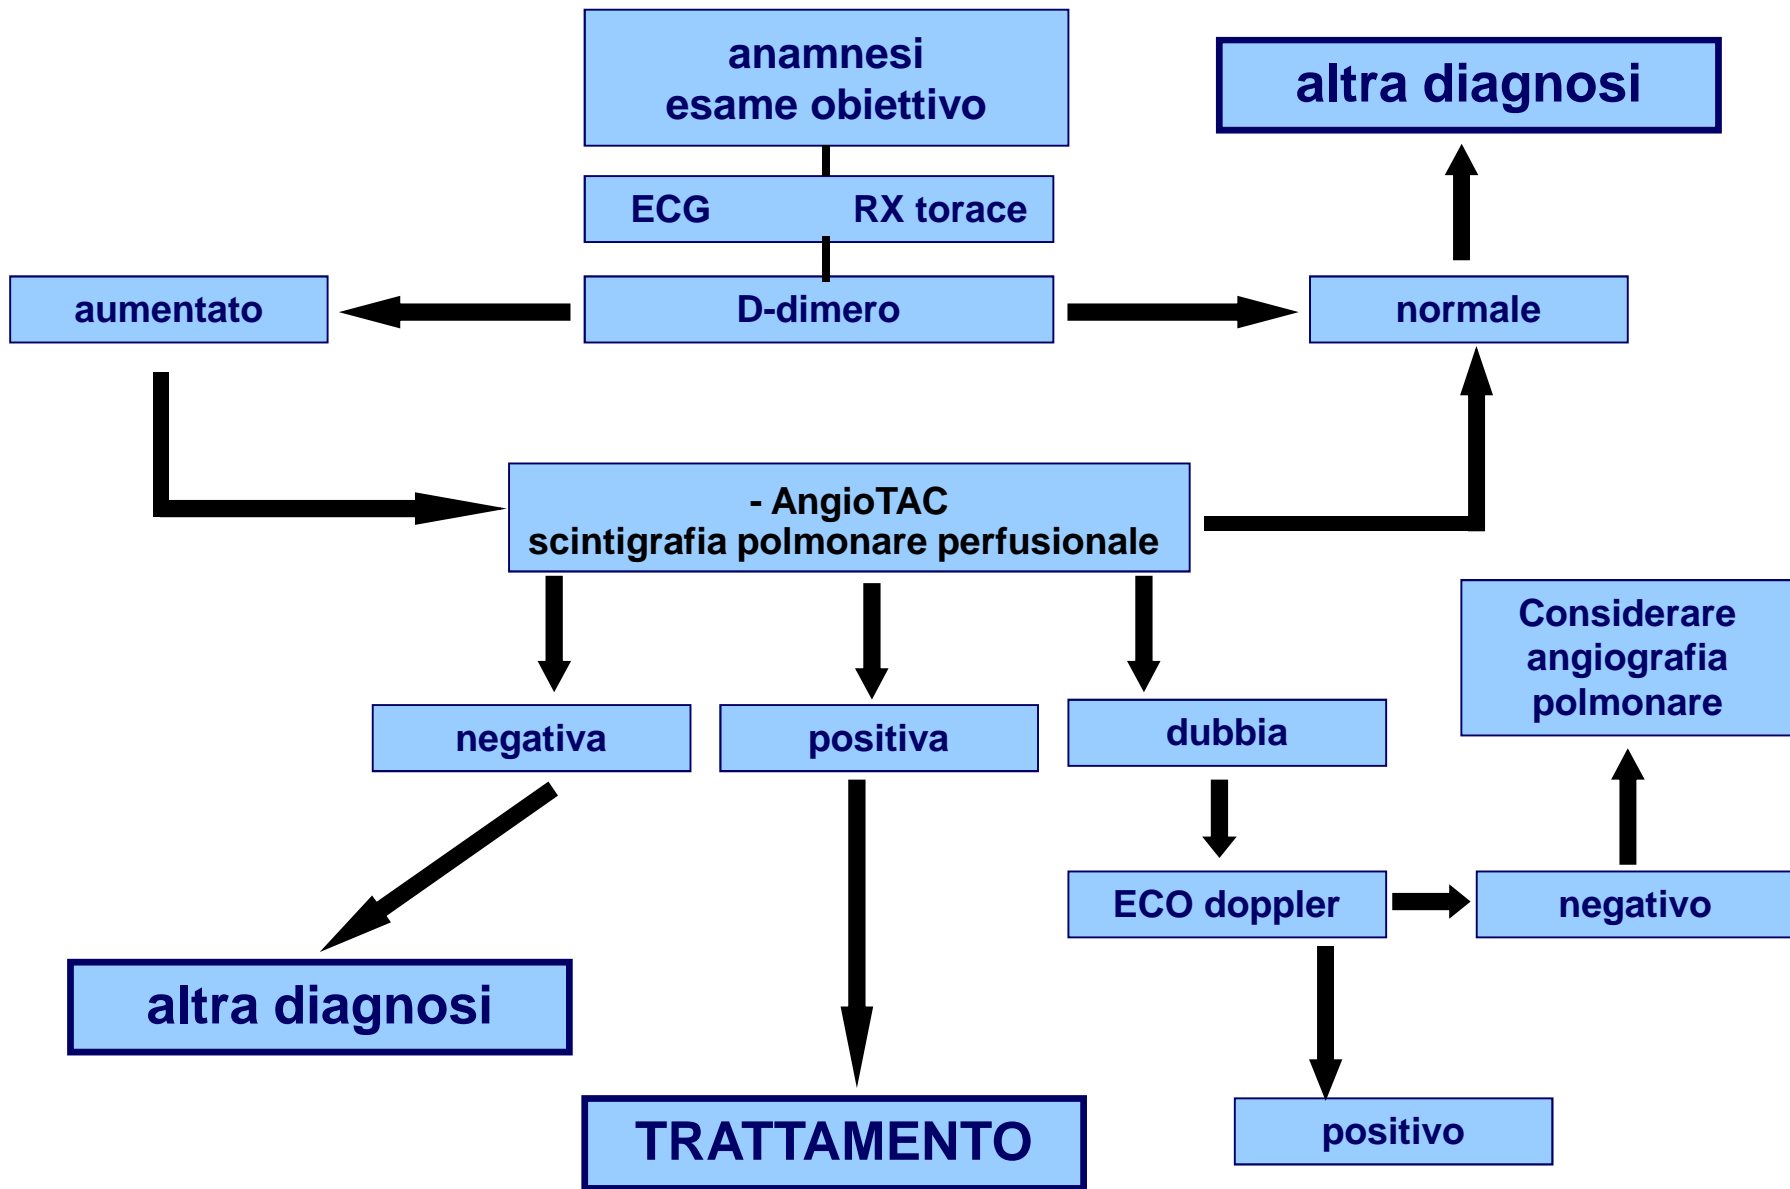 anamnesi
esame obiettivo
altra diagnosi
ECG RX torace
aumentato
D-dimero
normale
- AngioTAC
scintigrafia polmonare perfusionale
Considerare
angiografia
polmonare
negativa
positiva
dubbia
ECO doppler
negativo
altra diagnosi
TRATTAMENTO
positivo